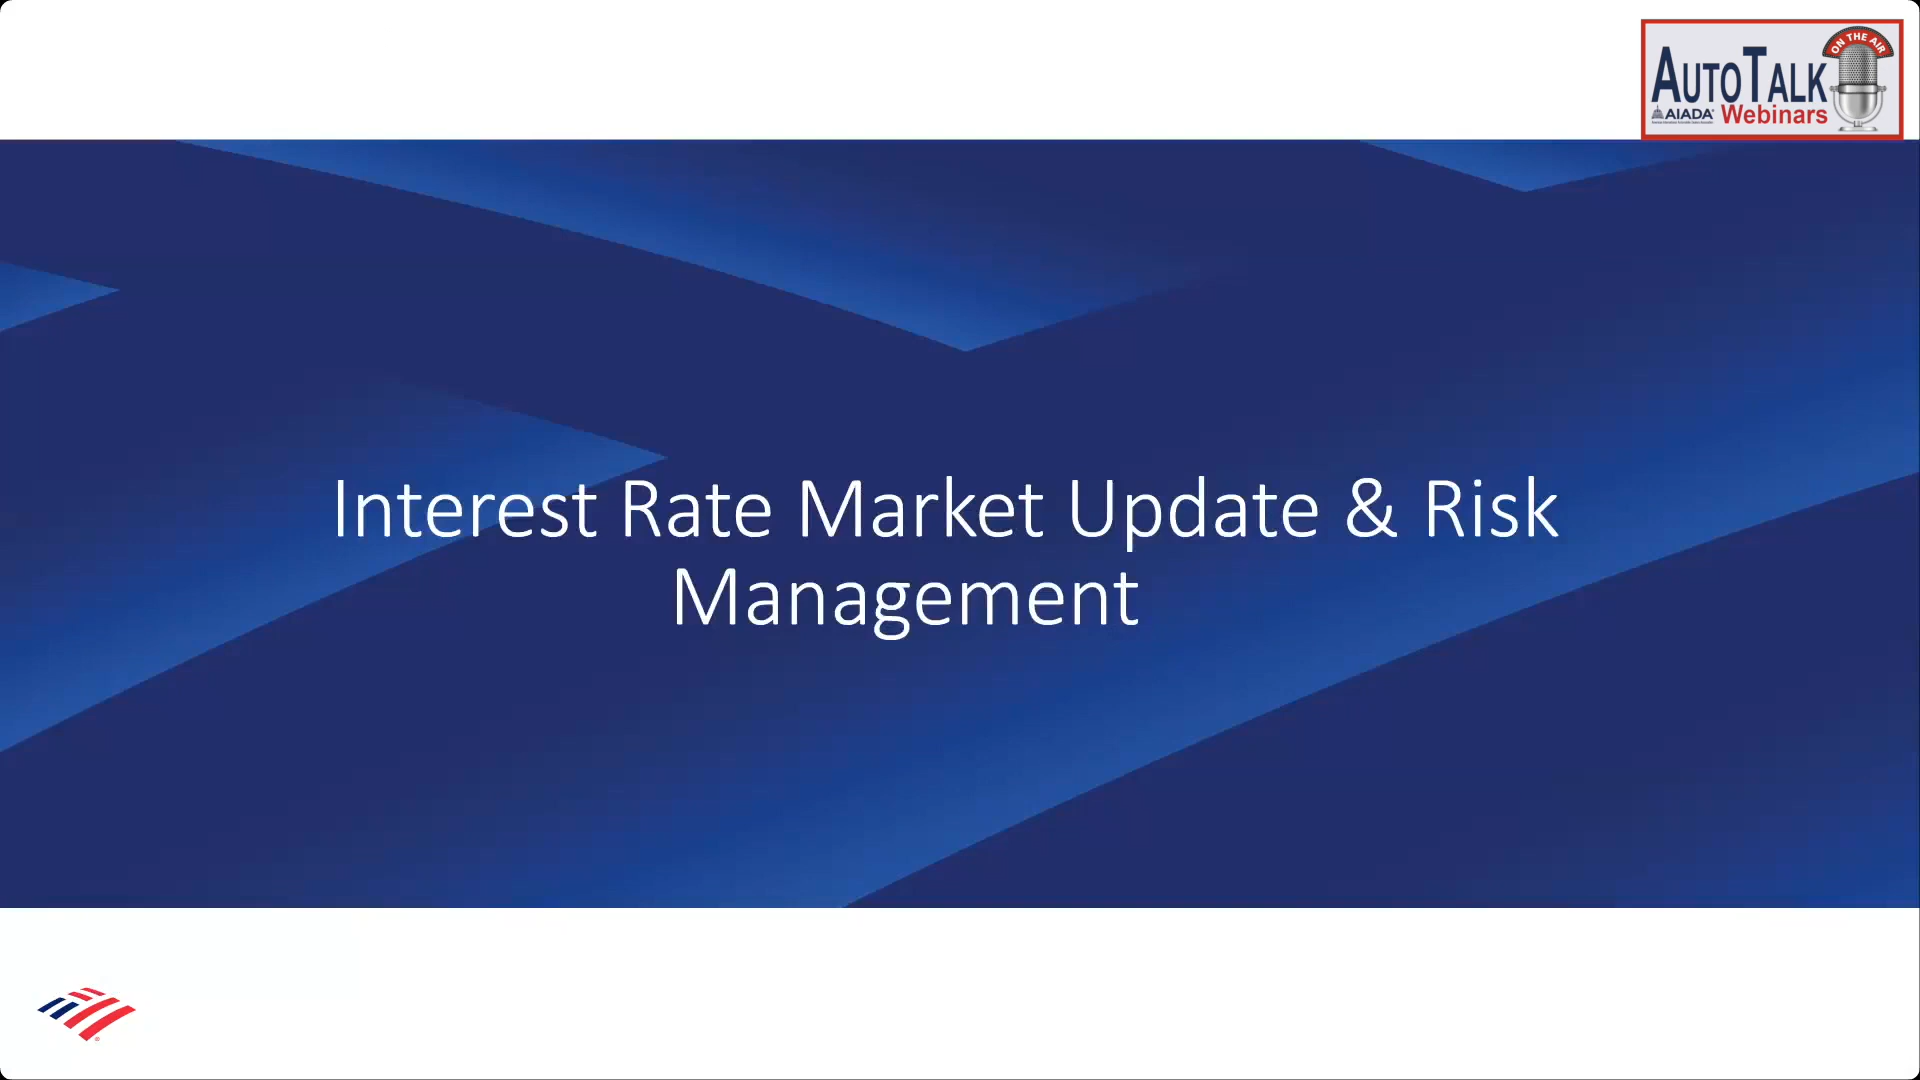 ON THE AIR
AUTOTALK
AIADA Webinars
Interest Rate Market Update & Risk
Management